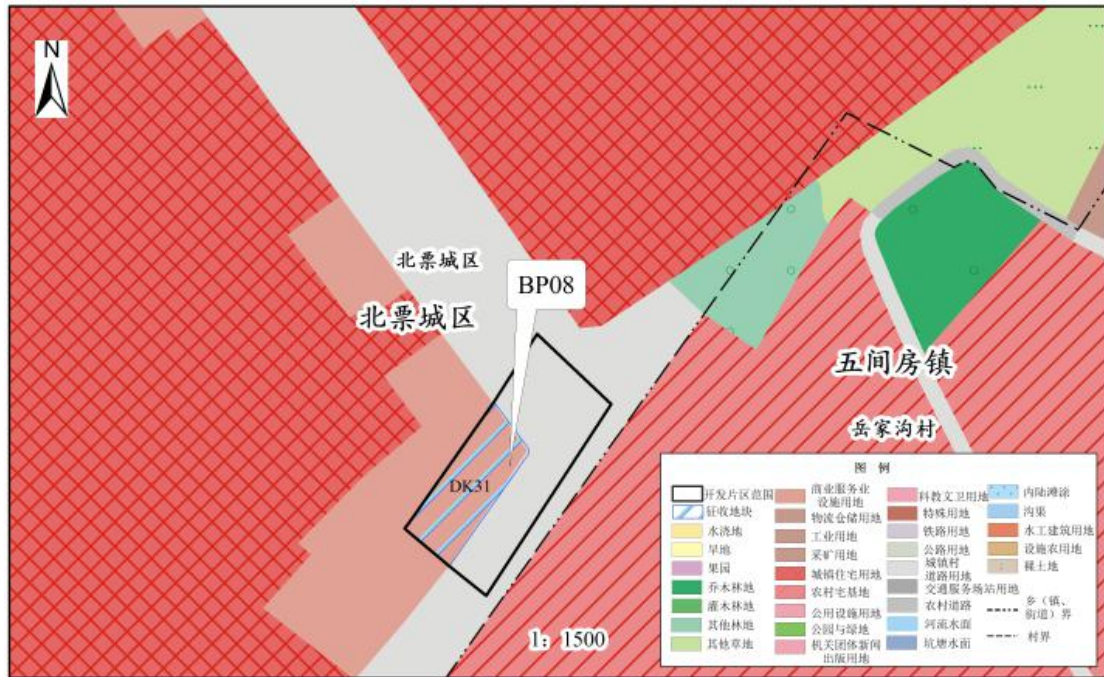 N
北票城区
BP08
北票城区
五间房镇
岳家沟村
DK31
1：1500
图 例
开发片区范围
征收地块
水浇地
旱地
果园
乔木林地
灌木林地
其他林地
其他草地
商业服务业
设施用地
物流仓储用地
工业用地
采矿用地
城镇住宅用地
农村宅基地
公用设施用地
公园与绿地
机关团体新闻
出版用地
科教文卫用地
特殊用地
铁路用地
公路用地
城镇村
道路用地
交通服务场站用地
农村道路
河流水面
坑塘水面
内陆滩涂
沟渠
水工建筑用地
设施农用地
裸土地
乡（镇、
街道）界
村界